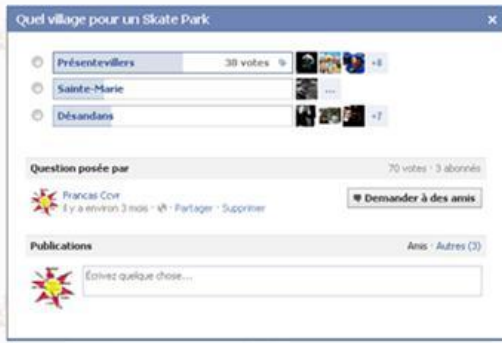 Quel village pour un Skate Park
Présentevillers 38 votes +8
Sainte-Marie ...
Désandans +7
Question posée par 70 votes · 3 abonnés
Francas Ccvr
il y a environ 3 mois · Partager · Supprimer
Demander à des amis
Publications Amis · Autres (3)
Écrivez quelque chose...